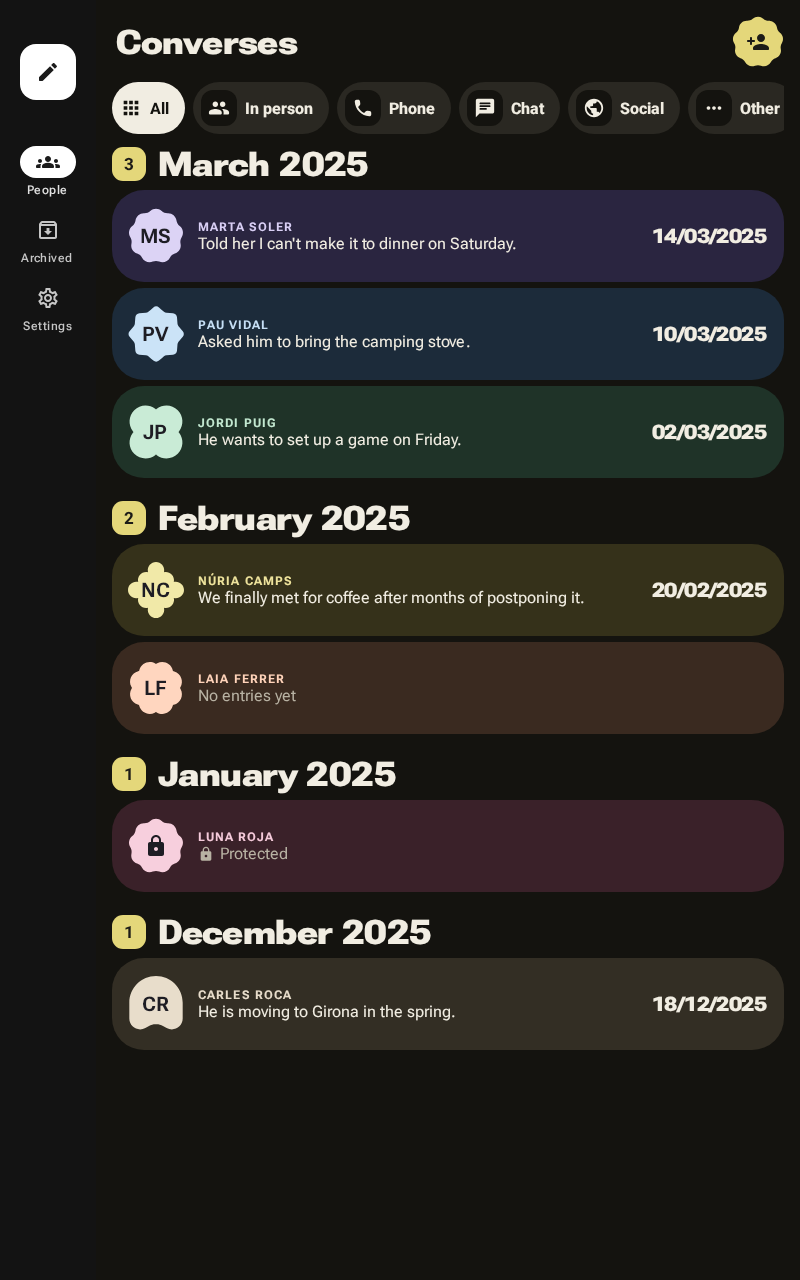 Converses
All
In person
Phone
Chat
Social
Other
People
Archived
Settings
3 March 2025
MS
MARTA SOLER
Told her I can't make it to dinner on Saturday.
14/03/2025
PV
PAU VIDAL
Asked him to bring the camping stove.
10/03/2025
JP
JORDI PUIG
He wants to set up a game on Friday.
02/03/2025
2 February 2025
NC
NÚRIA CAMPS
We finally met for coffee after months of postponing it.
20/02/2025
LF
LAIA FERRER
No entries yet
1 January 2025
LUNA ROJA
Protected
1 December 2025
CR
CARLES ROCA
He is moving to Girona in the spring.
18/12/2025